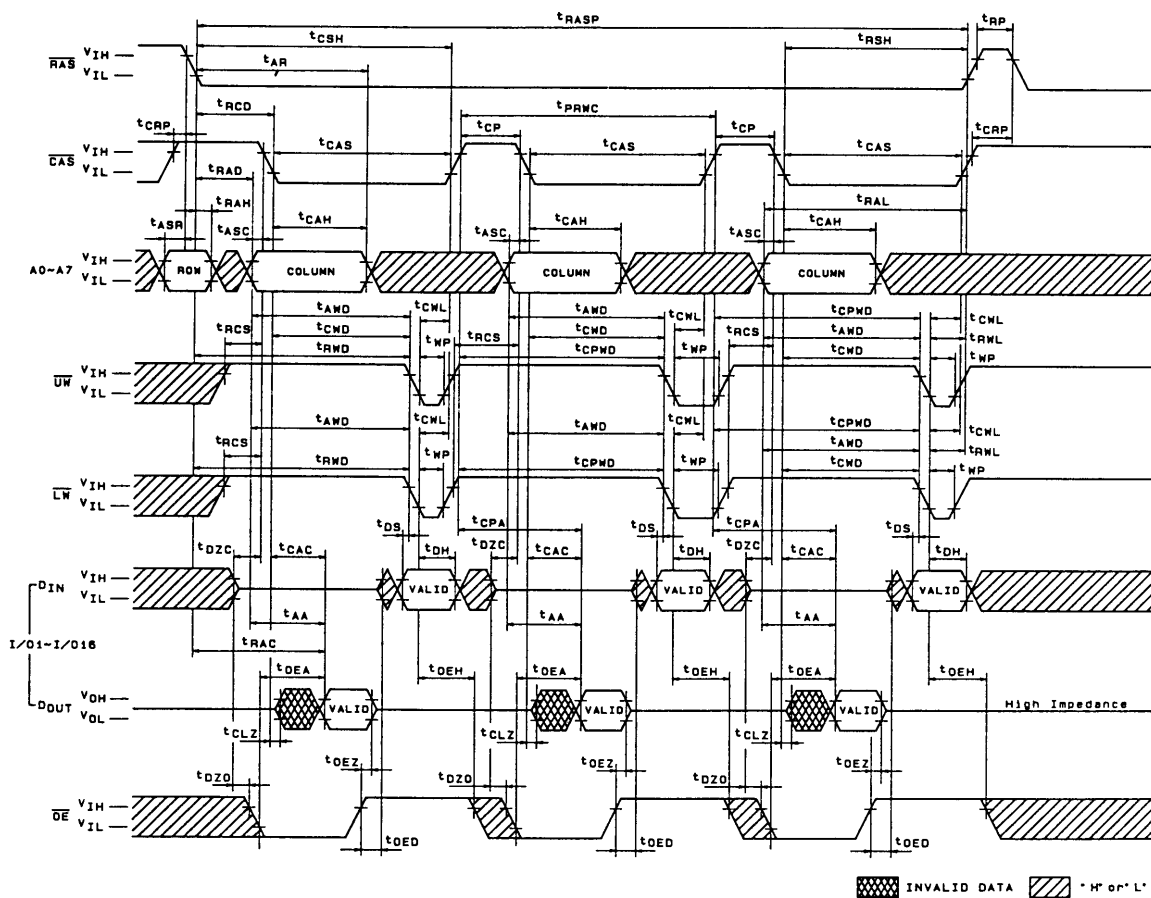 tRASP
tRP
tCSH
tRSH
RAS
VIH
VIL
tAR
tRCD
tPRWC
tCRP
tCP
tCP
tCRP
CAS
VIH
VIL
tCAS
tCAS
tCAS
tRAD
tRAL
tRAH
tCAH
tCAH
tCAH
tASR
tASC
tASC
tASC
A0~A7
VIH
VIL
ROW
COLUMN
COLUMN
COLUMN
tAWD
tCWL
tAWD
tCWL
tCPWD
tCWL
tRCS
tCWD
tRCS
tCWD
tRCS
tAWD
tRWL
tRWD
tWP
tCPWD
tWP
tCWD
tWP
UW
VIH
VIL
tAWD
tCWL
tAWD
tCWL
tCPWD
tCWL
tRCS
tAWD
tRWL
tRWD
tWP
tCPWD
tWP
tCWD
tWP
LW
VIH
VIL
tDS
tCPA
tDS
tCPA
tDS
tDZC
tCAC
tDH
tDZC
tCAC
tDH
tDZC
tCAC
tDH
DIN
VIH
VIL
VALID
VALID
VALID
tAA
tAA
tAA
I/O1~I/O16
tRAC
tOEA
tOEH
tOEA
tOEH
tOEA
tOEH
DOUT
VOH
VOL
VALID
VALID
VALID
High Impedance
tCLZ
tCLZ
tCLZ
tOEZ
tOEZ
tOEZ
tDZO
tDZO
tDZO
OE
VIH
VIL
tOED
tOED
tOED
INVALID DATA
"H" or "L"